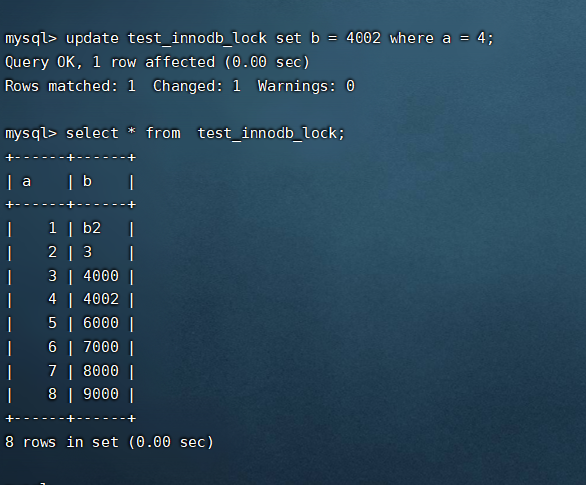 mysql> update test_innodb_lock set b = 4002 where a = 4;
Query OK, 1 row affected (0.00 sec)
Rows matched: 1  Changed: 1  Warnings: 0
mysql> select * from  test_innodb_lock;
+------+------+
| a    | b    |
+------+------+
|    1 | b2   |
|    2 | 3    |
|    3 | 4000 |
|    4 | 4002 |
|    5 | 6000 |
|    6 | 7000 |
|    7 | 8000 |
|    8 | 9000 |
+------+------+
8 rows in set (0.00 sec)